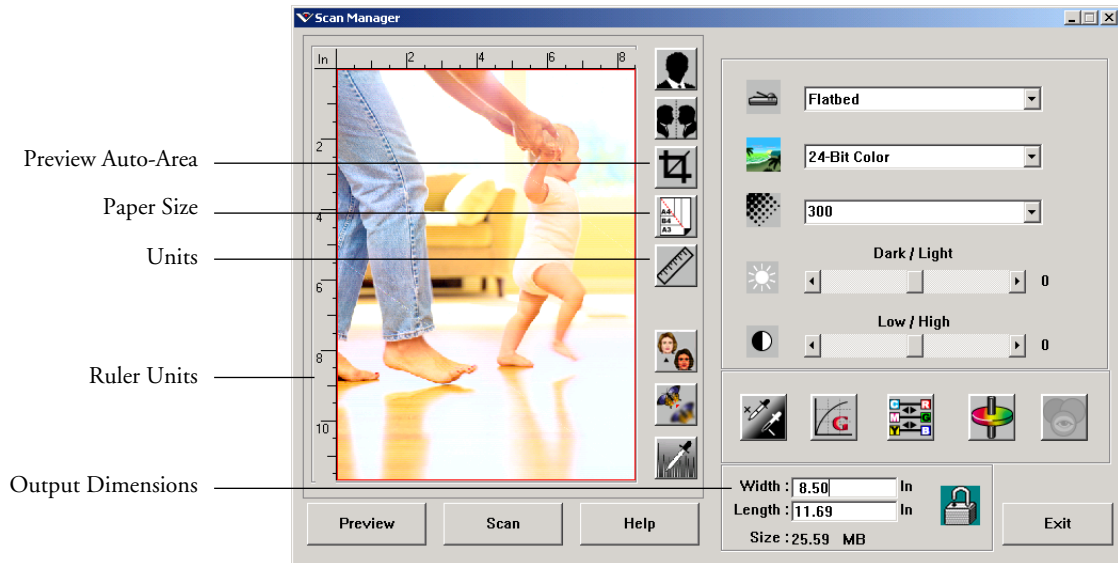 Scan Manager
In 2 4 6 8
2
4
6
8
10
Preview Auto-Area
Paper Size
Units
Ruler Units
Output Dimensions
A4
B4
A3
Flatbed
24-Bit Color
300
Dark / Light
0
Low / High
0
G
C R
M G
Y B
Width : 8.50 In
Length : 11.69 In
Size : 25.59 MB
Preview
Scan
Help
Exit